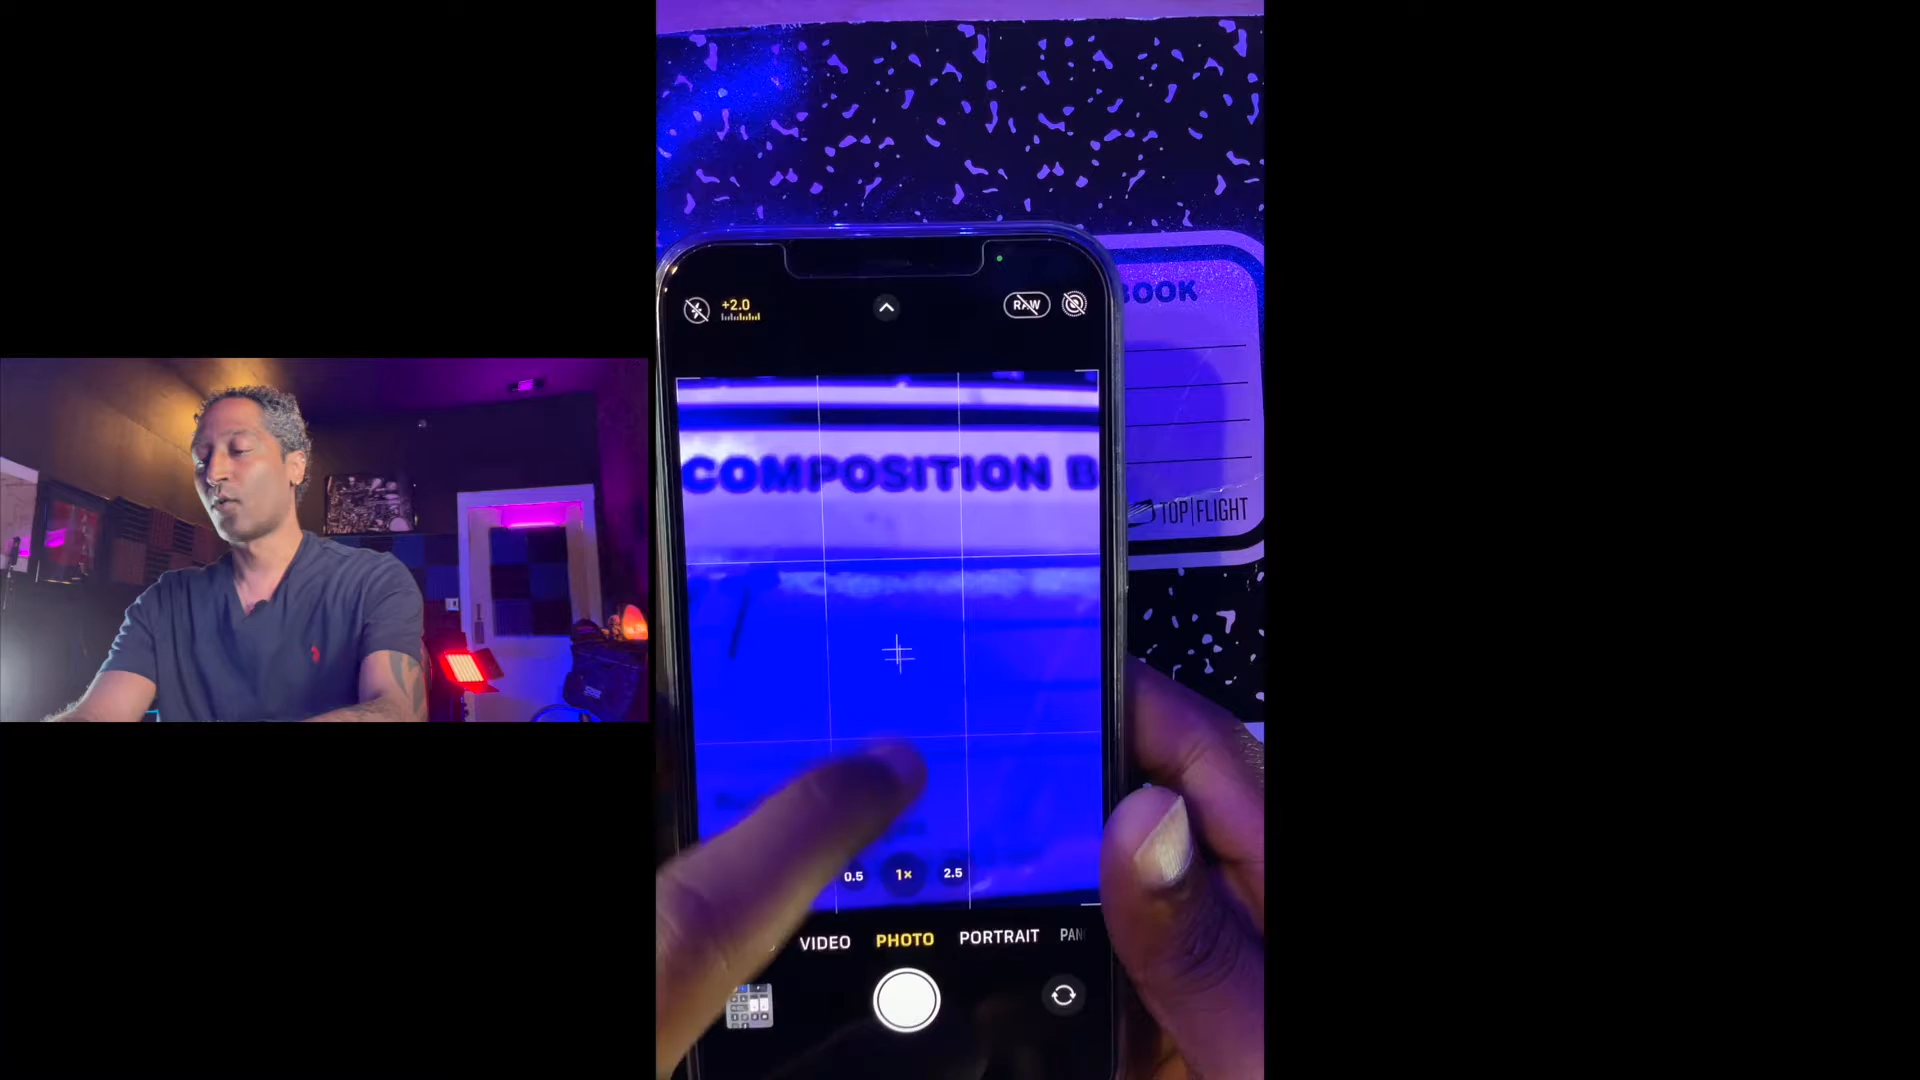 BOOK
+2.0
RAW
COMPOSITION B
TOP|FLIGHT
0.5 1× 2.5
VIDEO PHOTO PORTRAIT PAN